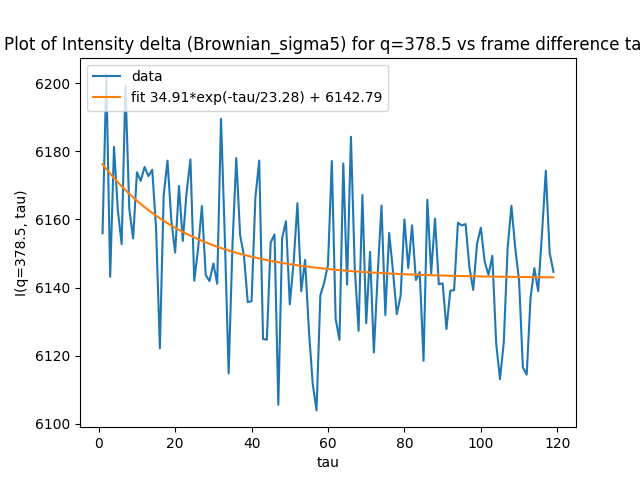 Plot of Intensity delta (Brownian_sigma5) for q=378.5 vs frame difference ta
data
fit 34.91*exp(-tau/23.28) + 6142.79
6200
6180
6160
6140
6120
6100
I(q=378.5, tau)
0 20 40 60 80 100 120
tau